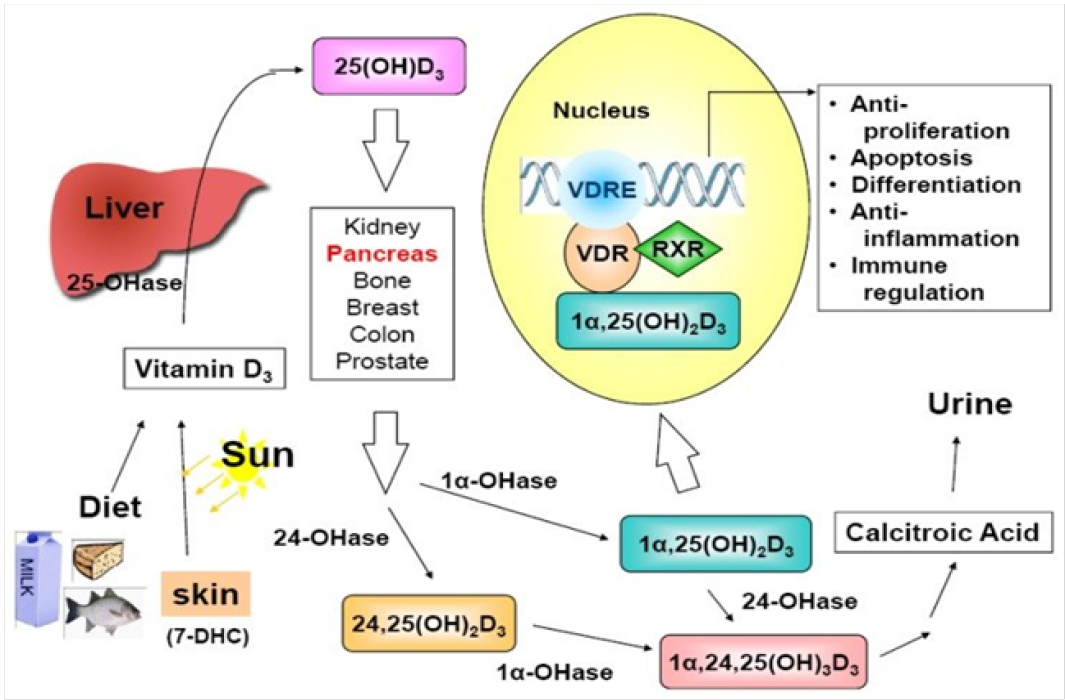 25(OH)D₃
Nucleus
Anti-
proliferation
Apoptosis
Differentiation
Anti-
inflammation
Immune
regulation
VDRE
VDR
RXR
1α,25(OH)₂D₃
Liver
25-OHase
Kidney
Pancreas
Bone
Breast
Colon
Prostate
Vitamin D₃
Sun
Diet
MILK
skin
(7-DHC)
24-OHase
1α-OHase
24,25(OH)₂D₃
1α-OHase
1α,25(OH)₂D₃
24-OHase
1α,24,25(OH)₃D₃
Calcitroic Acid
Urine